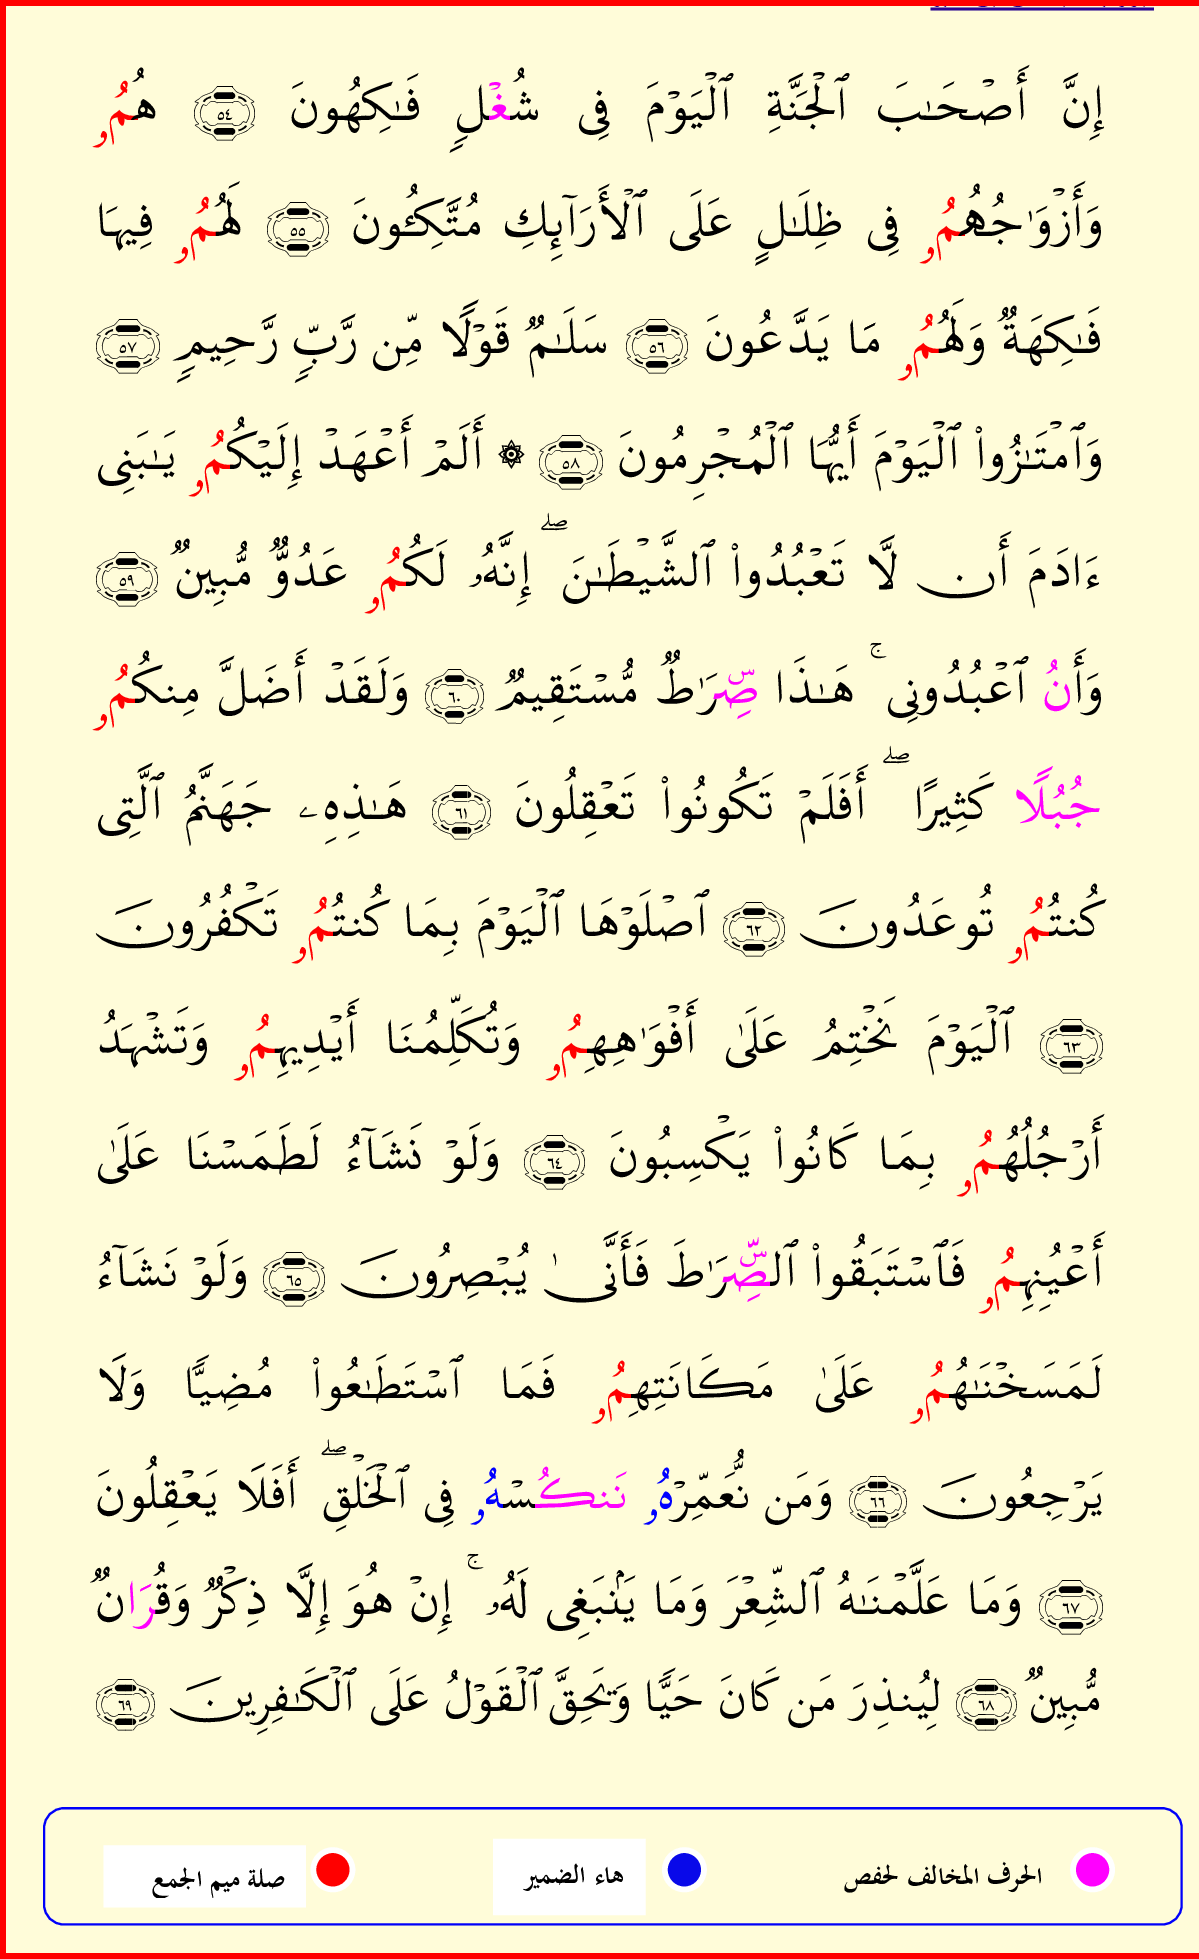 إِنَّ أَصْحَـٰبَ ٱلْجَنَّةِ ٱلْيَوْمَ فِى شُغْلٍ فَـٰكِهُونَ ٥٤ هُمُۥ
وَأَزْوَٰجُهُمُۥ فِى ظِلَـٰلٍ عَلَى ٱلْأَرَآئِكِ مُتَّكِـُٔونَ ٥٥ لَهُمُۥ فِيهَا
فَـٰكِهَةٌ وَلَهُمُۥ مَا يَدَّعُونَ ٥٦ سَلَـٰمٌ قَوْلًا مِّن رَّبٍّ رَّحِيمٍ ٥٧
وَٱمْتَـٰزُوا۟ ٱلْيَوْمَ أَيُّهَا ٱلْمُجْرِمُونَ ٥٨ ۞ أَلَمْ أَعْهَدْ إِلَيْكُمُۥ يَـٰبَنِى
ءَادَمَ أَن لَّا تَعْبُدُوا۟ ٱلشَّيْطَـٰنَ ۖ إِنَّهُۥ لَكُمُۥ عَدُوٌّ مُّبِينٌ ٥٩
وَأَنُ ٱعْبُدُونِى ۚ هَـٰذَا صِّرَٰطٌ مُّسْتَقِيمٌ ٦٠ وَلَقَدْ أَضَلَّ مِنكُمُۥ
جُبُلًا كَثِيرًا ۖ أَفَلَمْ تَكُونُوا۟ تَعْقِلُونَ ٦١ هَـٰذِهِۦ جَهَنَّمُ ٱلَّتِى
كُنتُمُۥ تُوعَدُونَ ٦٢ ٱصْلَوْهَا ٱلْيَوْمَ بِمَا كُنتُمُۥ تَكْفُرُونَ
٦٣ ٱلْيَوْمَ نَخْتِمُ عَلَىٰ أَفْوَٰهِهِمُۥ وَتُكَلِّمُنَا أَيْدِيهِمُۥ وَتَشْهَدُ
أَرْجُلُهُمُۥ بِمَا كَانُوا۟ يَكْسِبُونَ ٦٤ وَلَوْ نَشَآءُ لَطَمَسْنَا عَلَىٰ
أَعْيُنِهِمُۥ فَٱسْتَبَقُوا۟ ٱلصِّرَٰطَ فَأَنَّىٰ يُبْصِرُونَ ٦٥ وَلَوْ نَشَآءُ
لَمَسَخْنَـٰهُمُۥ عَلَىٰ مَكَانَتِهِمُۥ فَمَا ٱسْتَطَـٰعُوا۟ مُضِيًّا وَلَا
يَرْجِعُونَ ٦٦ وَمَن نُّعَمِّرْهُۥ نَنكُسْهُۥ فِى ٱلْخَلْقِ ۖ أَفَلَا يَعْقِلُونَ
٦٧ وَمَا عَلَّمْنَـٰهُ ٱلشِّعْرَ وَمَا يَنۢبَغِى لَهُۥ ۚ إِنْ هُوَ إِلَّا ذِكْرٌ وَقُرَانٌ
مُّبِينٌ ٦٨ لِيُنذِرَ مَن كَانَ حَيًّا وَيَحِقَّ ٱلْقَوْلُ عَلَى ٱلْكَـٰفِرِينَ ٦٩
الحرف المخالف لحفص هاء الضمير صلة ميم الجمع